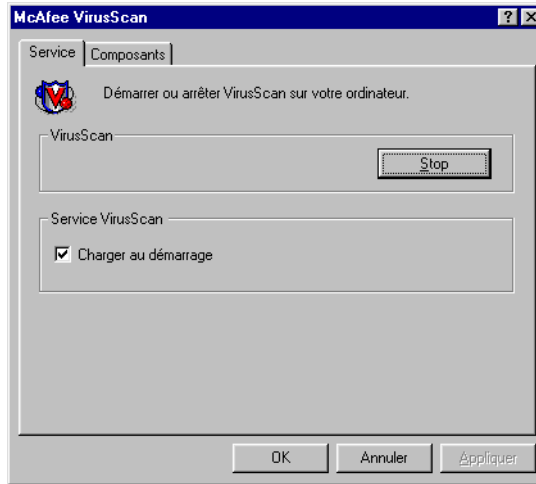 McAfee VirusScan
Service Composants
Démarrer ou arrêter VirusScan sur votre ordinateur.
VirusScan
Stop
Service VirusScan
Charger au démarrage
OK Annuler Appliquer